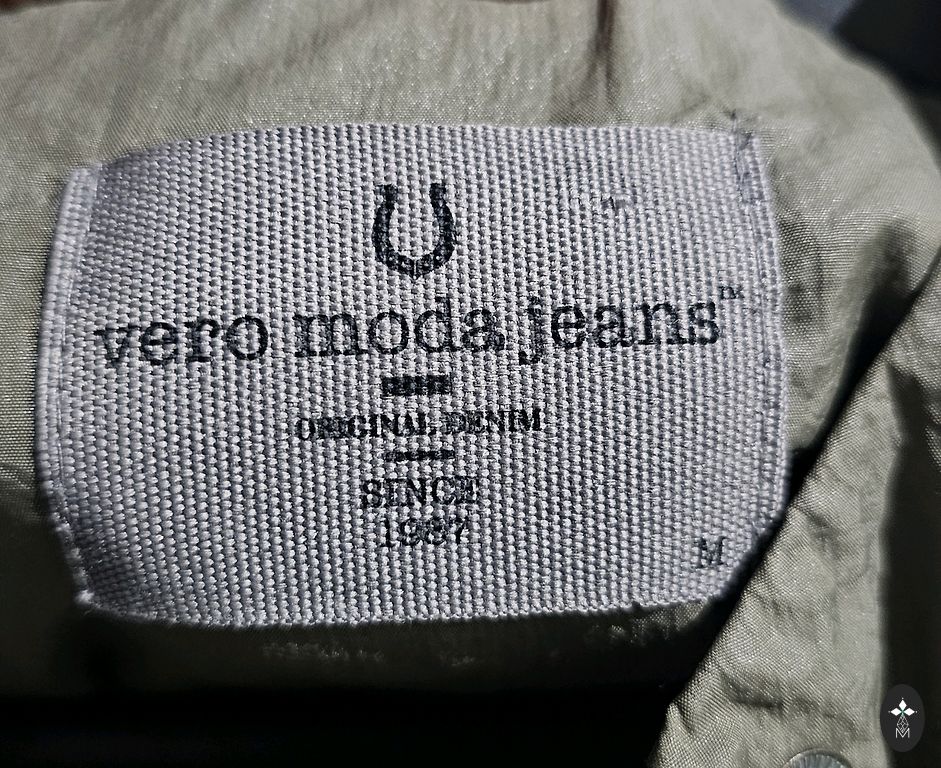 vero moda jeans™
ORIGINAL DENIM
SINCE
1987
M